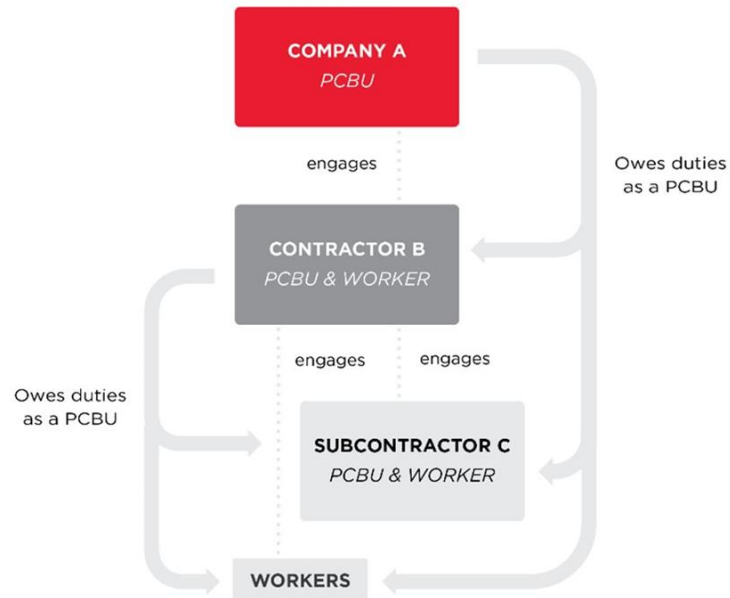 COMPANY A
PCBU
engages
Owes duties
as a PCBU
CONTRACTOR B
PCBU & WORKER
engages
engages
Owes duties
as a PCBU
SUBCONTRACTOR C
PCBU & WORKER
WORKERS